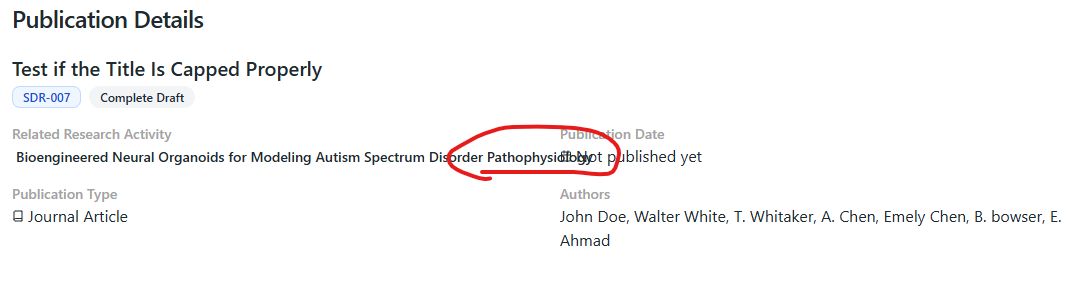 Publication Details
Test if the Title Is Capped Properly
SDR-007 Complete Draft
Related Research Activity
Bioengineered Neural Organoids for Modeling Autism Spectrum Disorder Pathophysiology
Publication Date
Not published yet
Publication Type
Journal Article
Authors
John Doe, Walter White, T. Whitaker, A. Chen, Emely Chen, B. bowser, E.
Ahmad